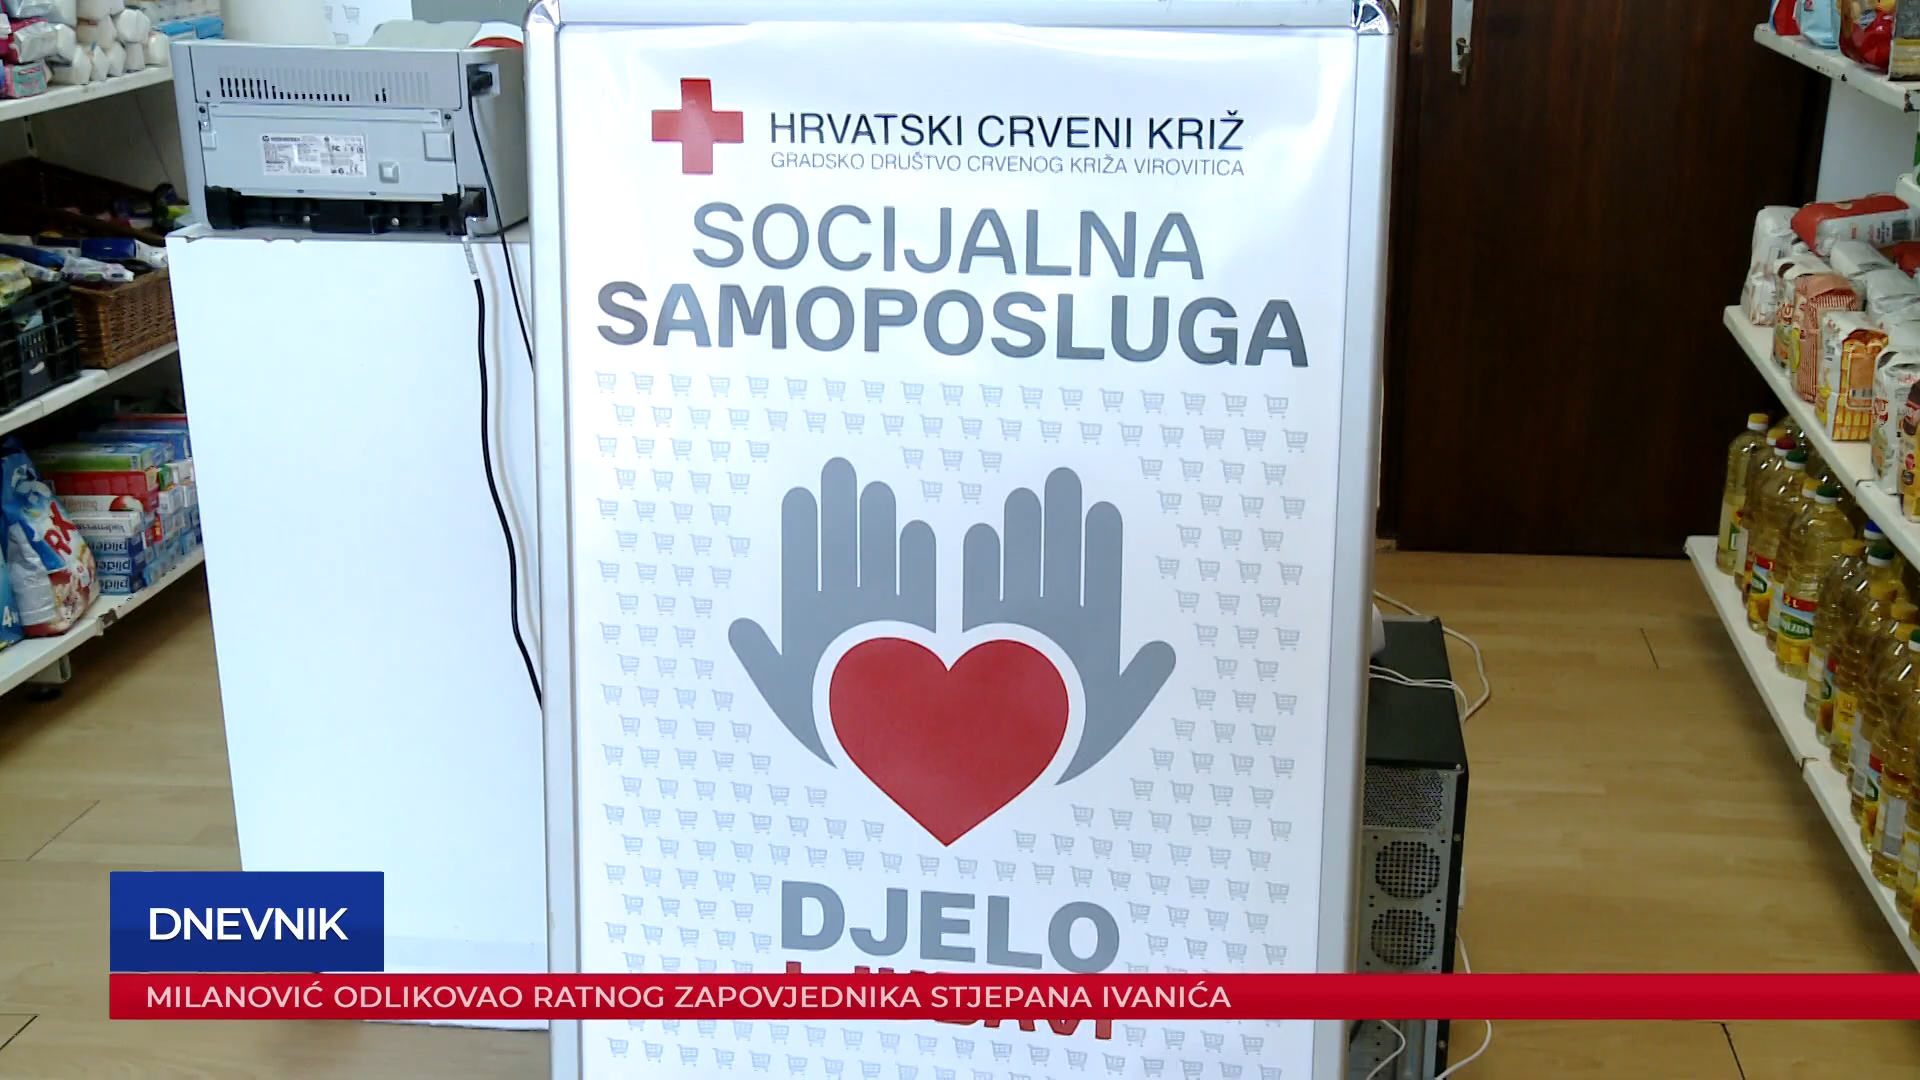 HRVATSKI CRVENI KRIŽ
GRADSKO DRUŠTVO CRVENOG KRIŽA VIROVITICA
SOCIJALNA
SAMOPOSLUGA
DJELO
DNEVNIK
MILANOVIĆ ODLIKOVAO RATNOG ZAPOVJEDNIKA STJEPANA IVANIĆA